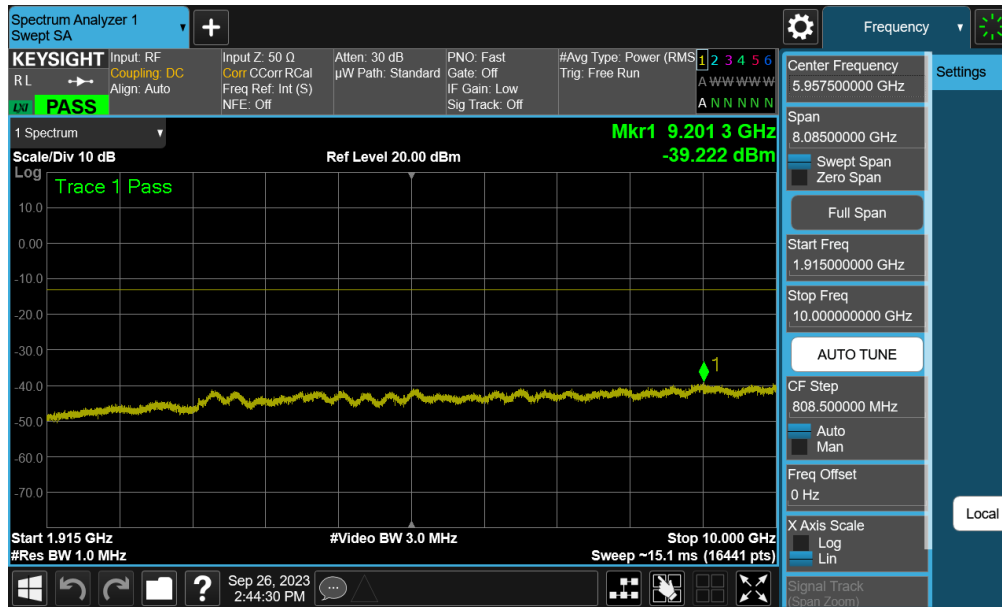 Spectrum Analyzer 1
Swept SA
+
Frequency
KEYSIGHT
R L
LXI PASS
Input: RF
Coupling: DC
Align: Auto
Input Z: 50 Ω
Corr CCorr RCal
Freq Ref: Int (S)
NFE: Off
Atten: 30 dB
µW Path: Standard
PNO: Fast
Gate: Off
IF Gain: Low
Sig Track: Off
#Avg Type: Power (RMS
Trig: Free Run
1 2 3 4 5 6
A W W W W W
A N N N N N
1 Spectrum
Scale/Div 10 dB
Ref Level 20.00 dBm
Mkr1 9.201 3 GHz
-39.222 dBm
Log
Trace 1 Pass
10.0
0.00
-10.0
-20.0
-30.0
1
-40.0
-50.0
-60.0
-70.0
Start 1.915 GHz
#Res BW 1.0 MHz
#Video BW 3.0 MHz
Stop 10.000 GHz
Sweep ~15.1 ms (16441 pts)
Center Frequency
5.957500000 GHz
Span
8.08500000 GHz
Swept Span
Zero Span
Full Span
Start Freq
1.915000000 GHz
Stop Freq
10.000000000 GHz
AUTO TUNE
CF Step
808.500000 MHz
Auto
Man
Freq Offset
0 Hz
X Axis Scale
Log
Lin
Signal Track
(Span Zoom)
Settings
Local
?
Sep 26, 2023
2:44:30 PM